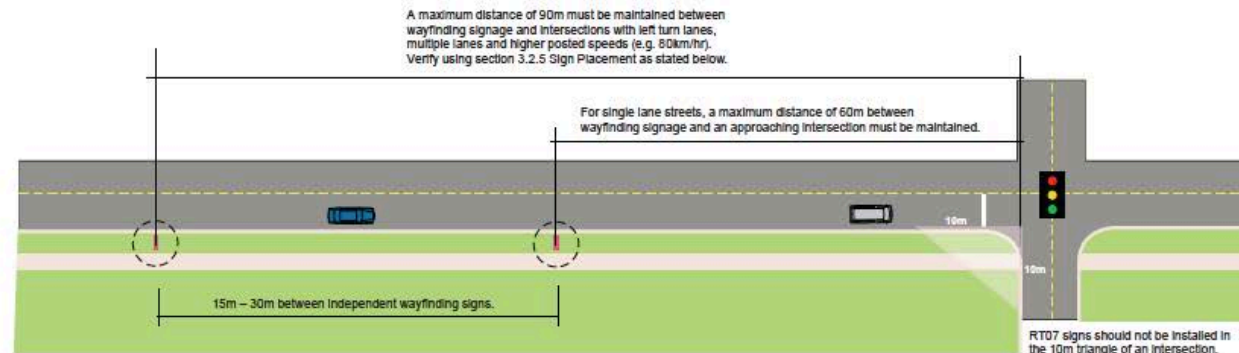 A maximum distance of 90m must be maintained between
wayfinding signage and intersections with left turn lanes,
multiple lanes and higher posted speeds (e.g. 80km/hr).
Verify using section 3.2.5 Sign Placement as stated below.
For single lane streets, a maximum distance of 60m between
wayfinding signage and an approaching intersection must be maintained.
10m
10m
15m – 30m between independent wayfinding signs.
RT07 signs should not be installed in
the 10m triangle of an intersection.